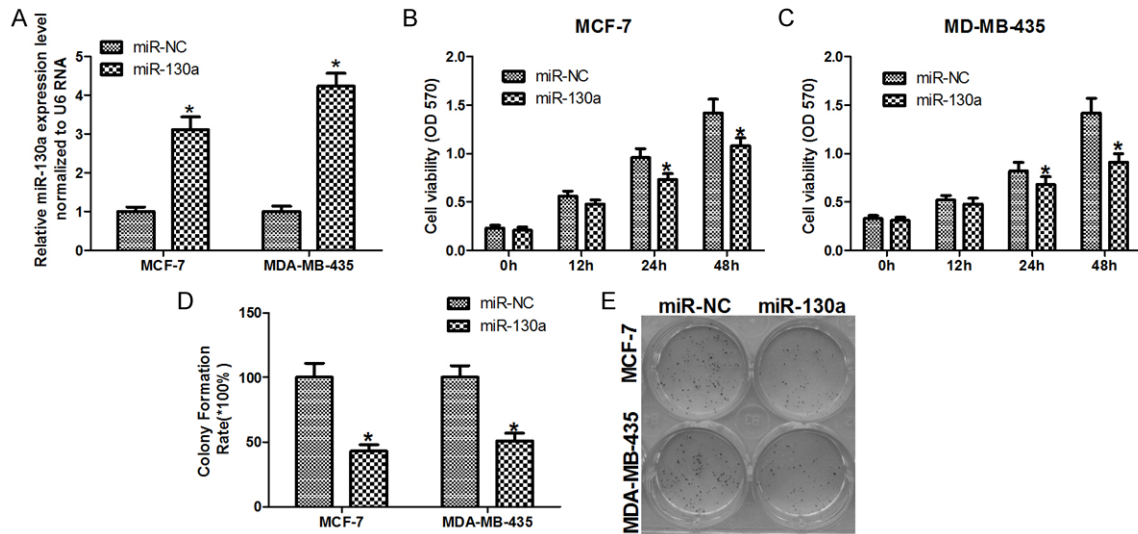 A
Relative miR-130a expression level
normalized to U6 RNA
miR-NC
miR-130a
5
4
3
2
1
0
*
*
MCF-7
MDA-MB-435
B
MCF-7
Cell viability (OD 570)
miR-NC
miR-130a
2.0
1.5
1.0
0.5
0.0
*
*
0h
12h
24h
48h
C
MD-MB-435
Cell viability (OD 570)
miR-NC
miR-130a
2.0
1.5
1.0
0.5
0.0
*
*
0h
12h
24h
48h
D
Colony Formation
Rate(*100% )
miR-NC
miR-130a
150
100
50
0
*
*
MCF-7
MDA-MB-435
E
miR-NC miR-130a
MCF-7
MDA-MB-435